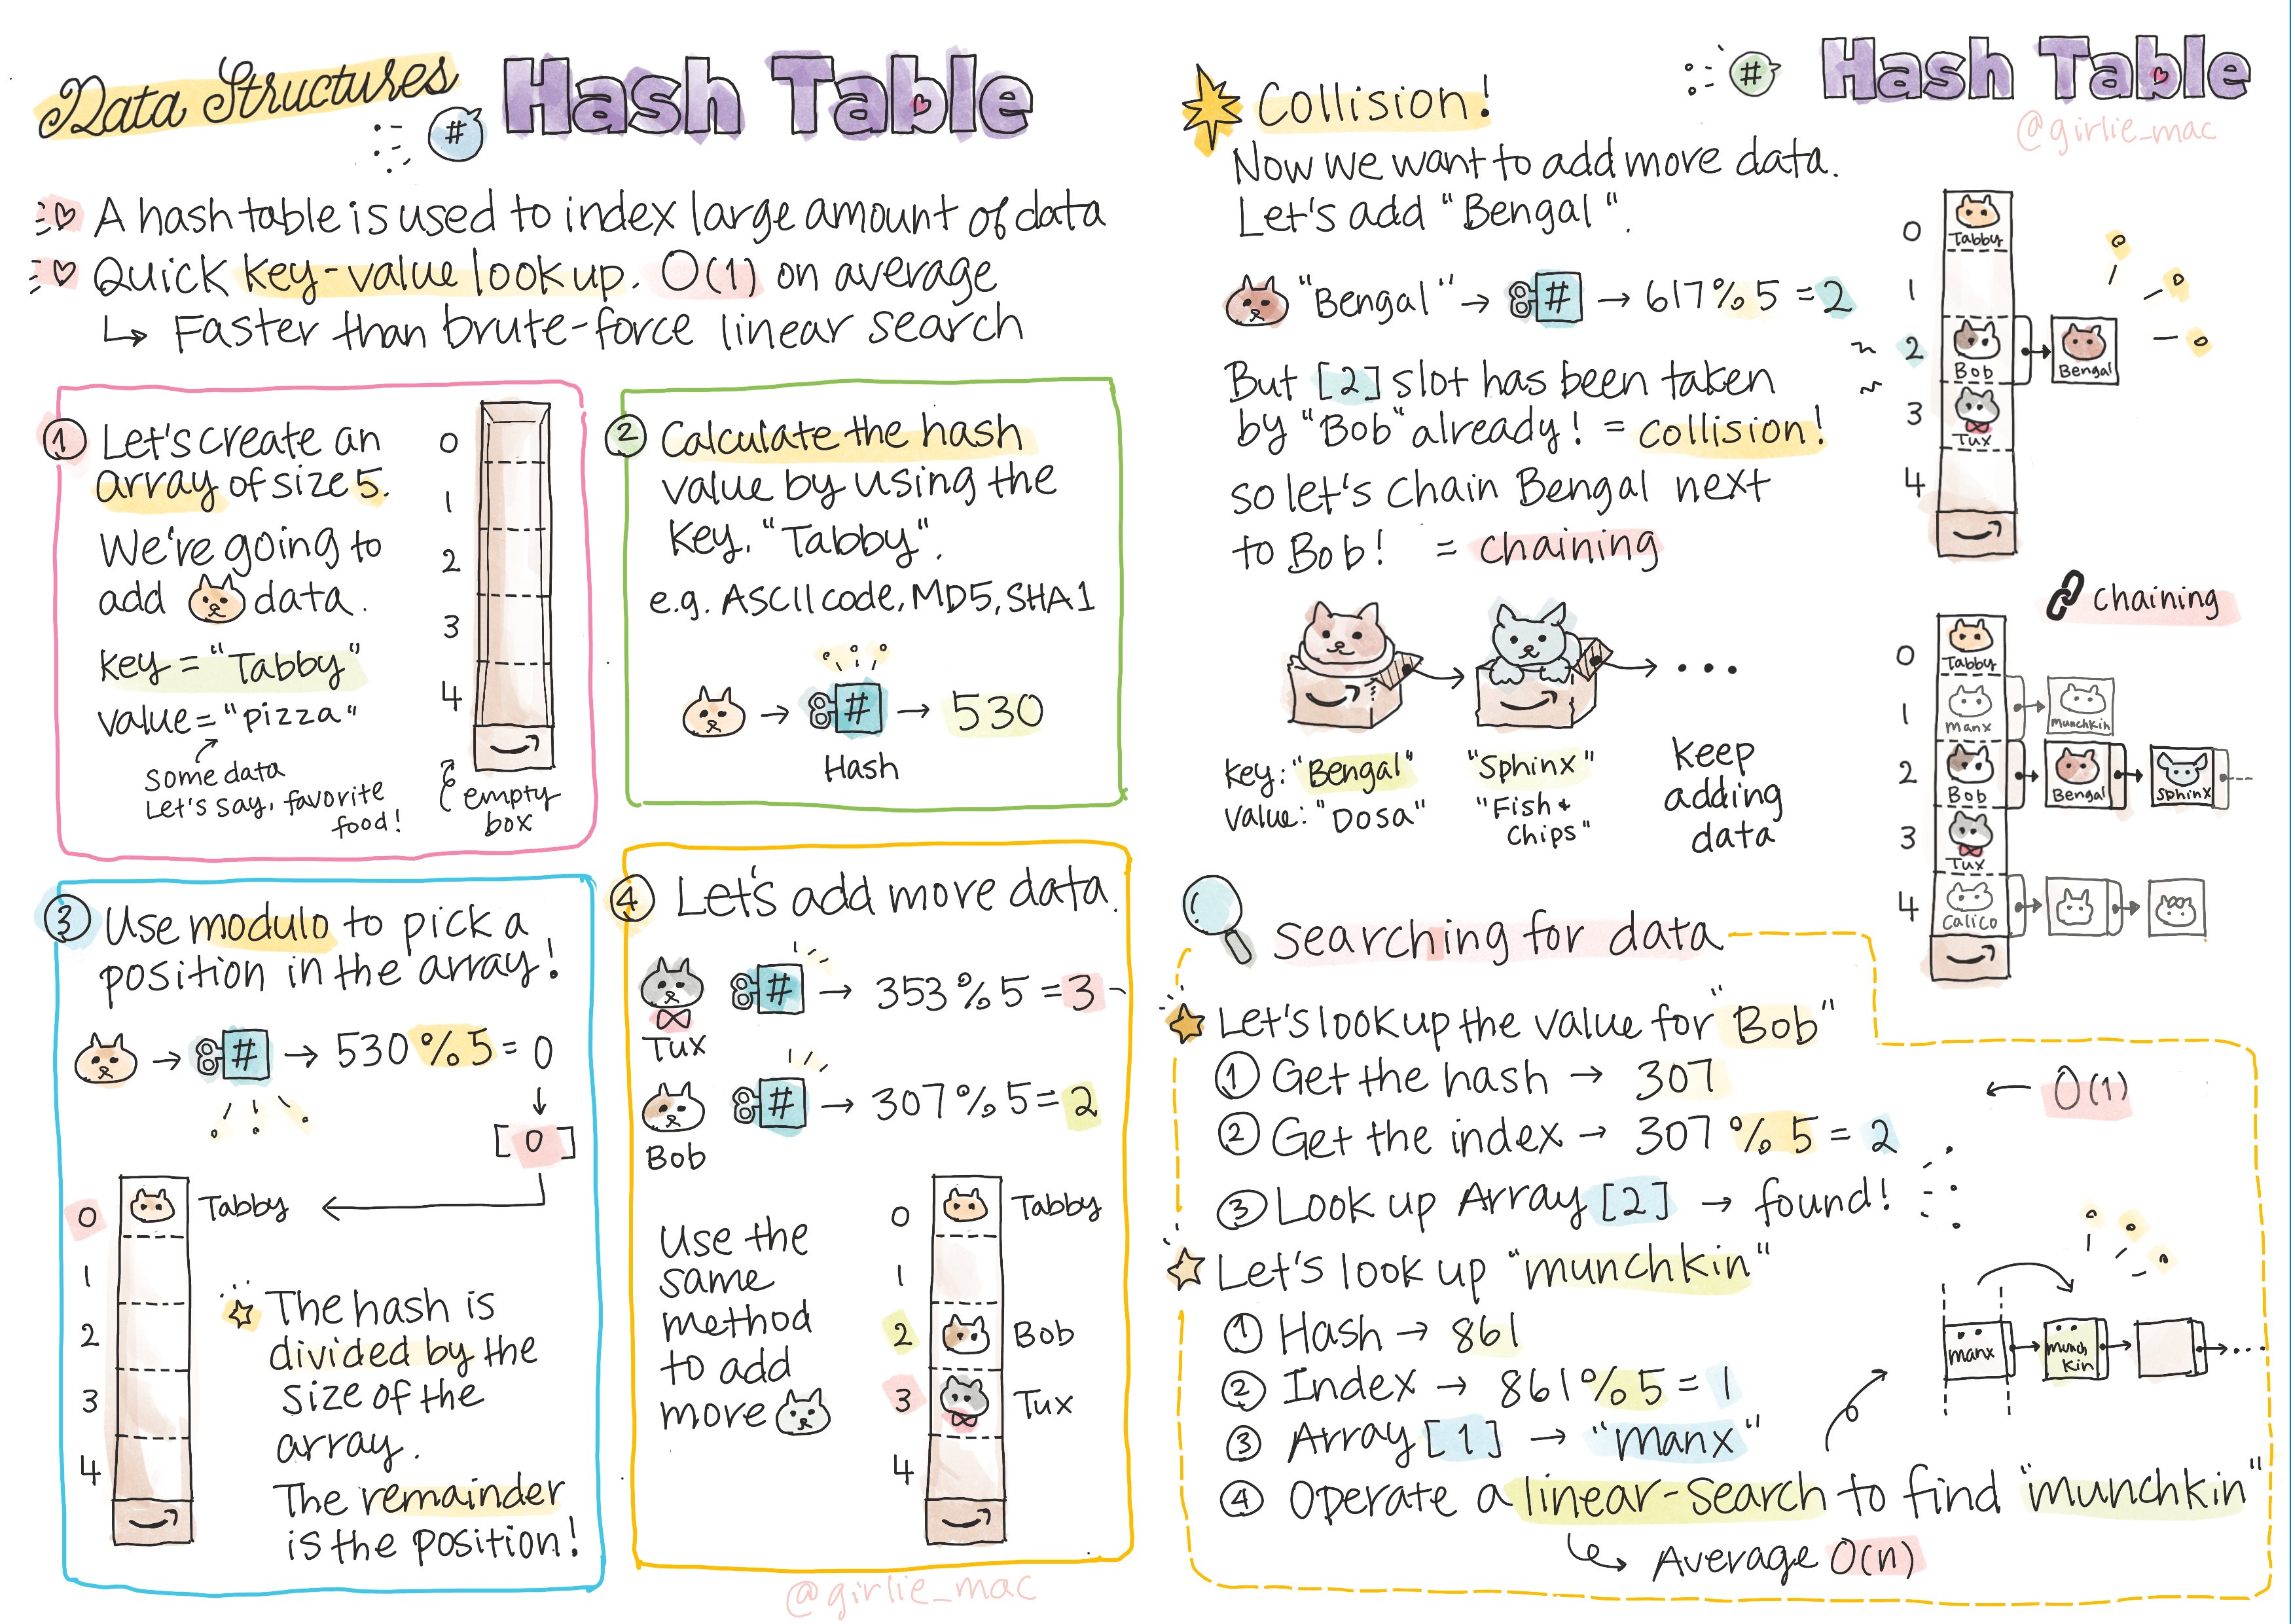 Data Structures
# Hash Table
A hash table is used to index large amount of data
Quick key-value look up. O(1) on average
↳ Faster than brute-force linear search
① Let's create an
array of size 5.
We're going to
add data.
key = "Tabby"
value = "pizza"
Some data
Let's say, favorite
food!
0
1
2
3
4
empty
box
② Calculate the hash
value by using the
key, "Tabby".
e.g. ASCII code, MD5, SHA1
→ # → 530
Hash
③ Use modulo to pick a
position in the array!
→ # → 530 % 5 = 0
↓
[0]
0 Tabby ←
1
2
3
4
The hash is
divided by the
size of the
array.
The remainder
is the position!
④ Let's add more data.
# → 353 % 5 = 3
Tux
# → 307 % 5 = 2
Bob
Use the
same
method
to add
more
0 Tabby
1
2 Bob
3 Tux
4
@girlie_mac
# Hash Table
@girlie_mac
Collision!
Now we want to add more data.
Let's add "Bengal".
"Bengal" → # → 617 % 5 = 2
But [2] slot has been taken
by "Bob" already! = collision!
so let's chain Bengal next
to Bob! = chaining
0 Tabby
1
2 Bob → Bengal
3 Tux
4
→ → ...
key: "Bengal"
value: "Dosa"
"Sphinx"
"Fish +
Chips"
keep
adding
data
chaining
0 Tabby
1 manx → munchkin
2 Bob → Bengal → Sphinx
3 Tux
4 Calico → →
Searching for data
Let's look up the value for "Bob"
① Get the hash → 307 ← O(1)
② Get the index → 307 % 5 = 2
③ Look up Array [2] → found!
Let's look up "munchkin"
① Hash → 861
② Index → 861 % 5 = 1
③ Array [1] → "manx"
④ Operate a linear-search to find "munchkin"
↳ Average O(n)
manx → munch
kin → → ...